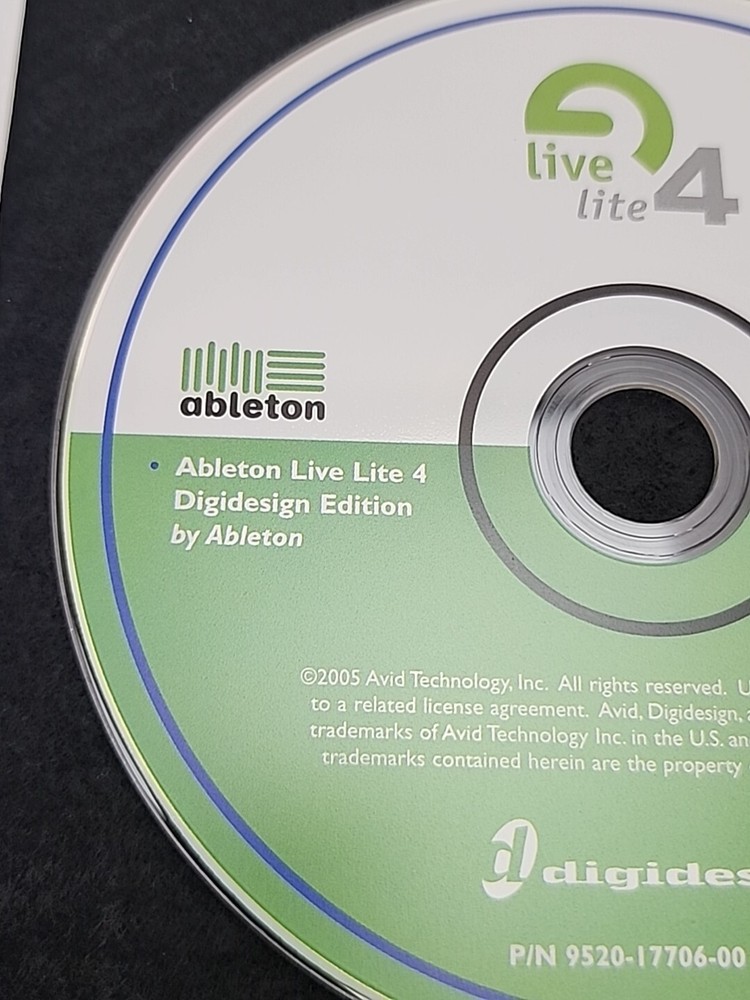 live
lite 4
ableton
• Ableton Live Lite 4
Digidesign Edition
by Ableton
©2005 Avid Technology, Inc. All rights reserved. U
to a related license agreement. Avid, Digidesign,
trademarks of Avid Technology Inc. in the U.S. an
trademarks contained herein are the property
digides
P/N 9520-17706-00